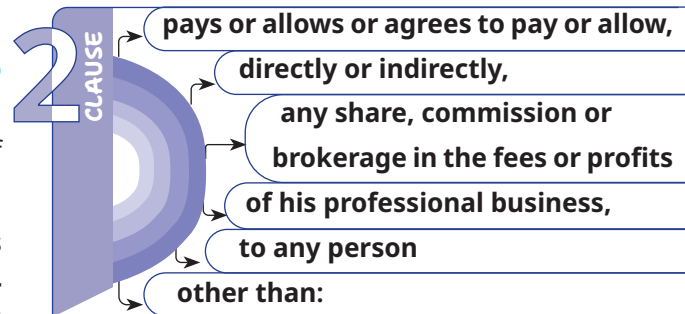 2
CLAUSE
pays or allows or agrees to pay or allow,
directly or indirectly,
any share, commission or
brokerage in the fees or profits
of his professional business,
to any person
other than: